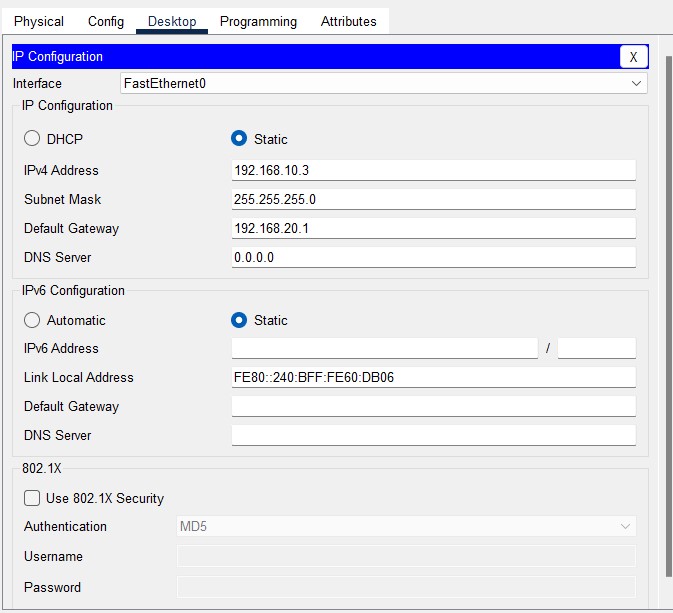 Physical Config Desktop Programming Attributes
IP Configuration X
Interface FastEthernet0
IP Configuration
DHCP Static
IPv4 Address 192.168.10.3
Subnet Mask 255.255.255.0
Default Gateway 192.168.20.1
DNS Server 0.0.0.0
IPv6 Configuration
Automatic Static
IPv6 Address /
Link Local Address FE80::240:BFF:FE60:DB06
Default Gateway
DNS Server
802.1X
Use 802.1X Security
Authentication MD5
Username
Password